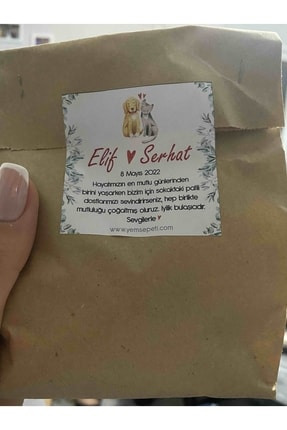 Elif ♥ Serhat
8 Mayıs 2022
Hayatımızın en mutlu günlerinden
birini yaşarken bizim için sokaktaki patili
dostlarımızı sevindirirseniz, hep birlikte
mutluluğu çoğaltmış oluruz. İyilik bulaşıcıdır.
Sevgilerle ♥
www.yemsepeti.com